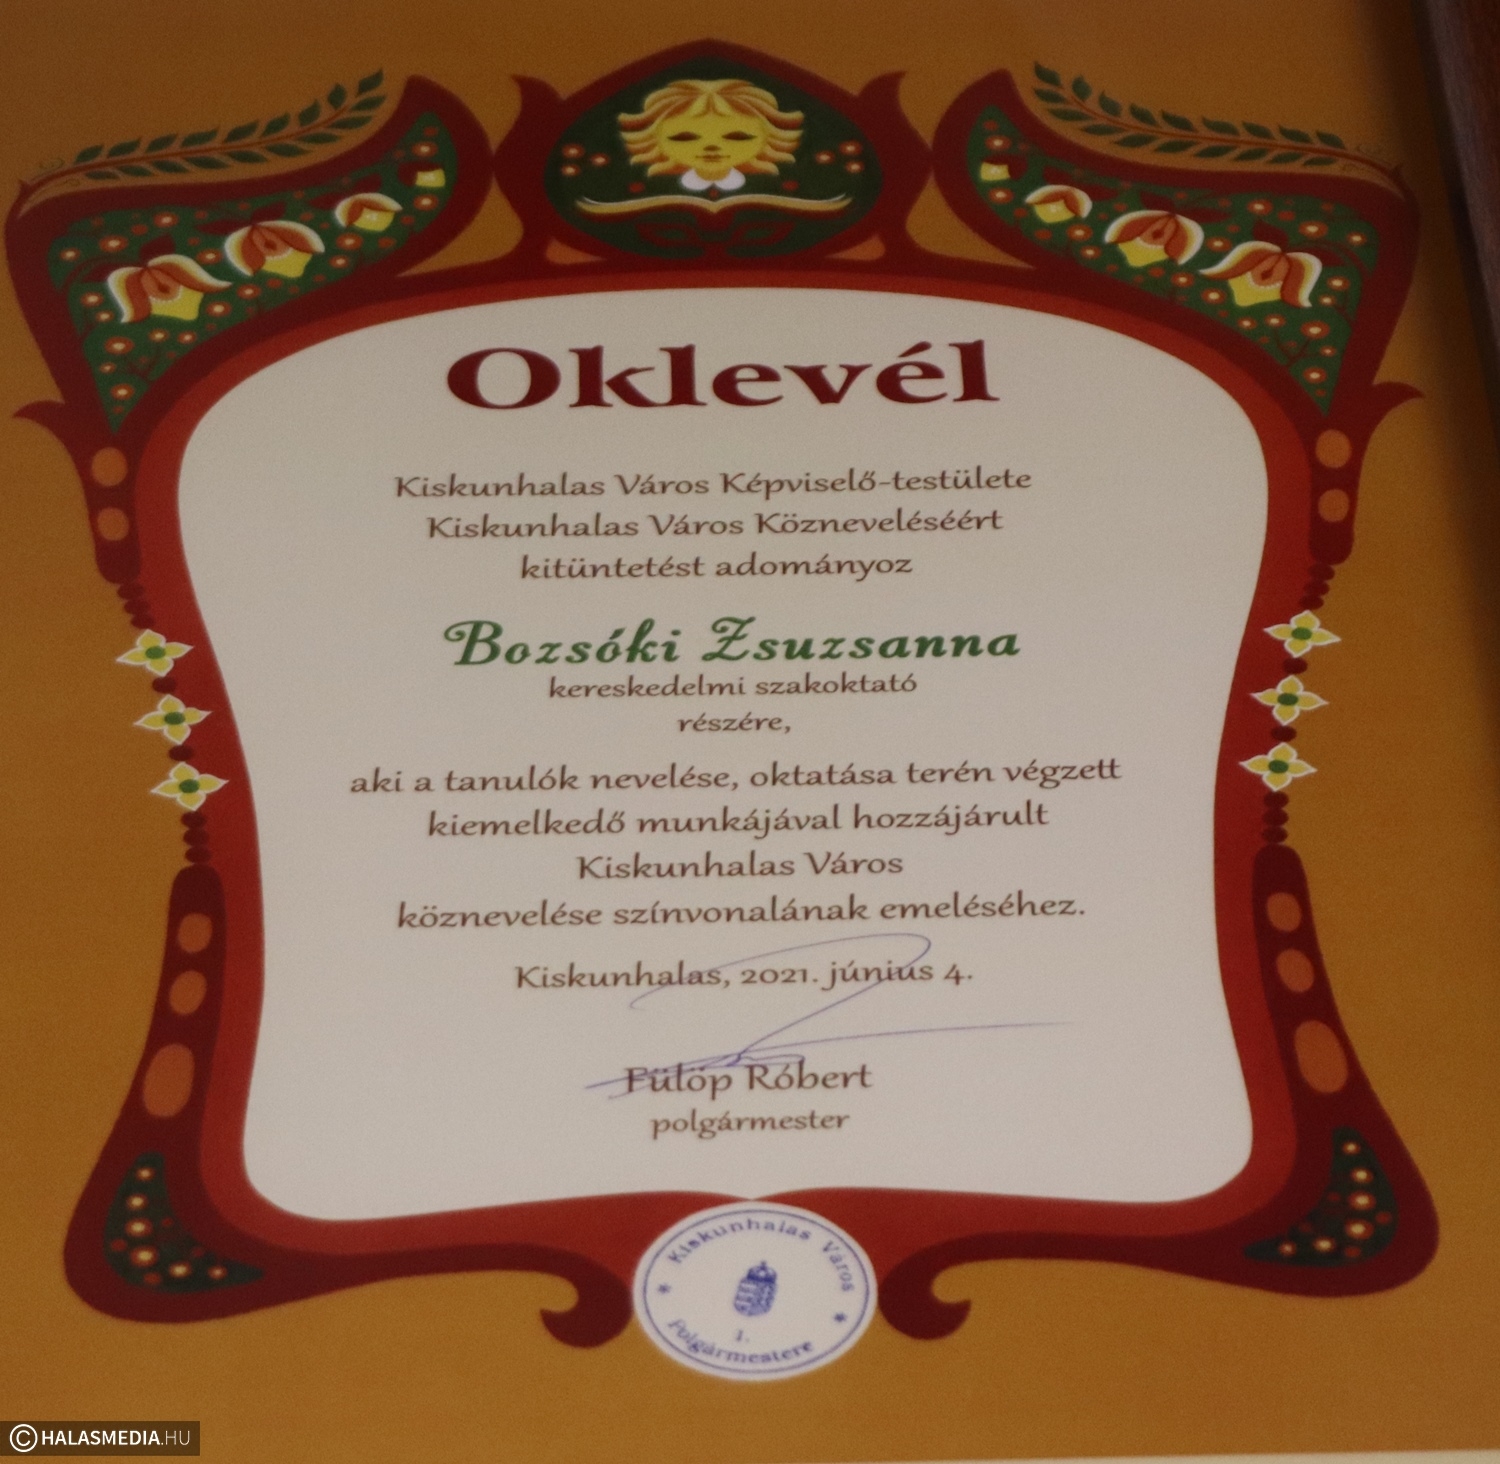 Oklevél
Kiskunhalas Város Képviselő-testülete
Kiskunhalas Város Közneveléséért
kitüntetést adományoz
Bozsóki Zsuzsanna
kereskedelmi szakoktató
részére,
aki a tanulók nevelése, oktatása terén végzett
kiemelkedő munkájával hozzájárult
Kiskunhalas Város
köznevelése színvonalának emeléséhez.
Kiskunhalas, 2021. június 4.
Fülöp Róbert
polgármester
* Kiskunhalas Város *
1.
Polgármestere
© HALASMEDIA.HU